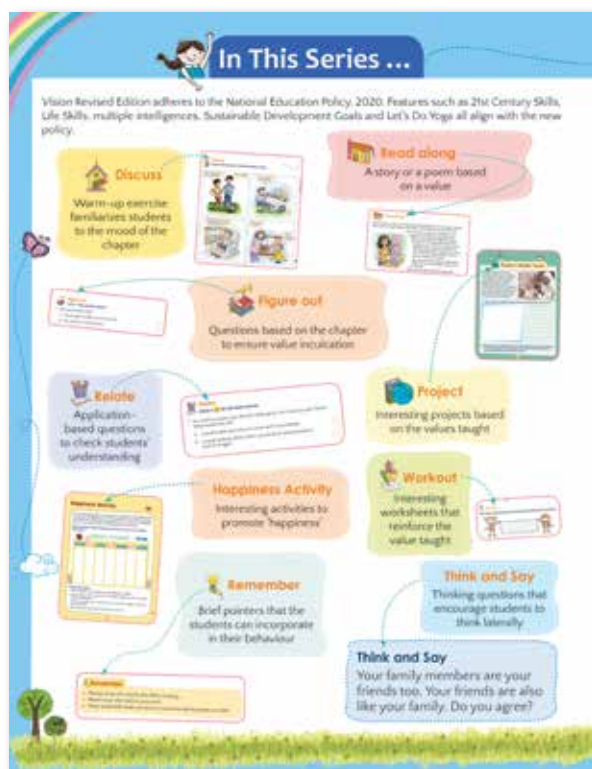 In This Series ...
Vision Revised Edition adheres to the National Education Policy, 2020. Features such as 21st Century Skills,
Life Skills, multiple intelligences, Sustainable Development Goals and Let's Do Yoga all align with the new
policy.
Discuss
Warm-up exercise
familiarizes students
to the mood of the
chapter
Read along
A story or a poem based
on a value
Figure out
Questions based on the chapter
to ensure value inculcation
Relate
Application-
based questions
to check students'
understanding
Project
Interesting projects based
on the values taught
Happiness Activity
Interesting activities to
promote 'happiness'
Workout
Interesting
worksheets that
reinforce the
value taught
Happiness Activity
Remember
Brief pointers that the
students can incorporate
in their behaviour
Think and Say
Thinking questions that
encourage students to
think laterally
Think and Say
Your family members are your
friends too. Your friends are also
like your family. Do you agree?
Remember